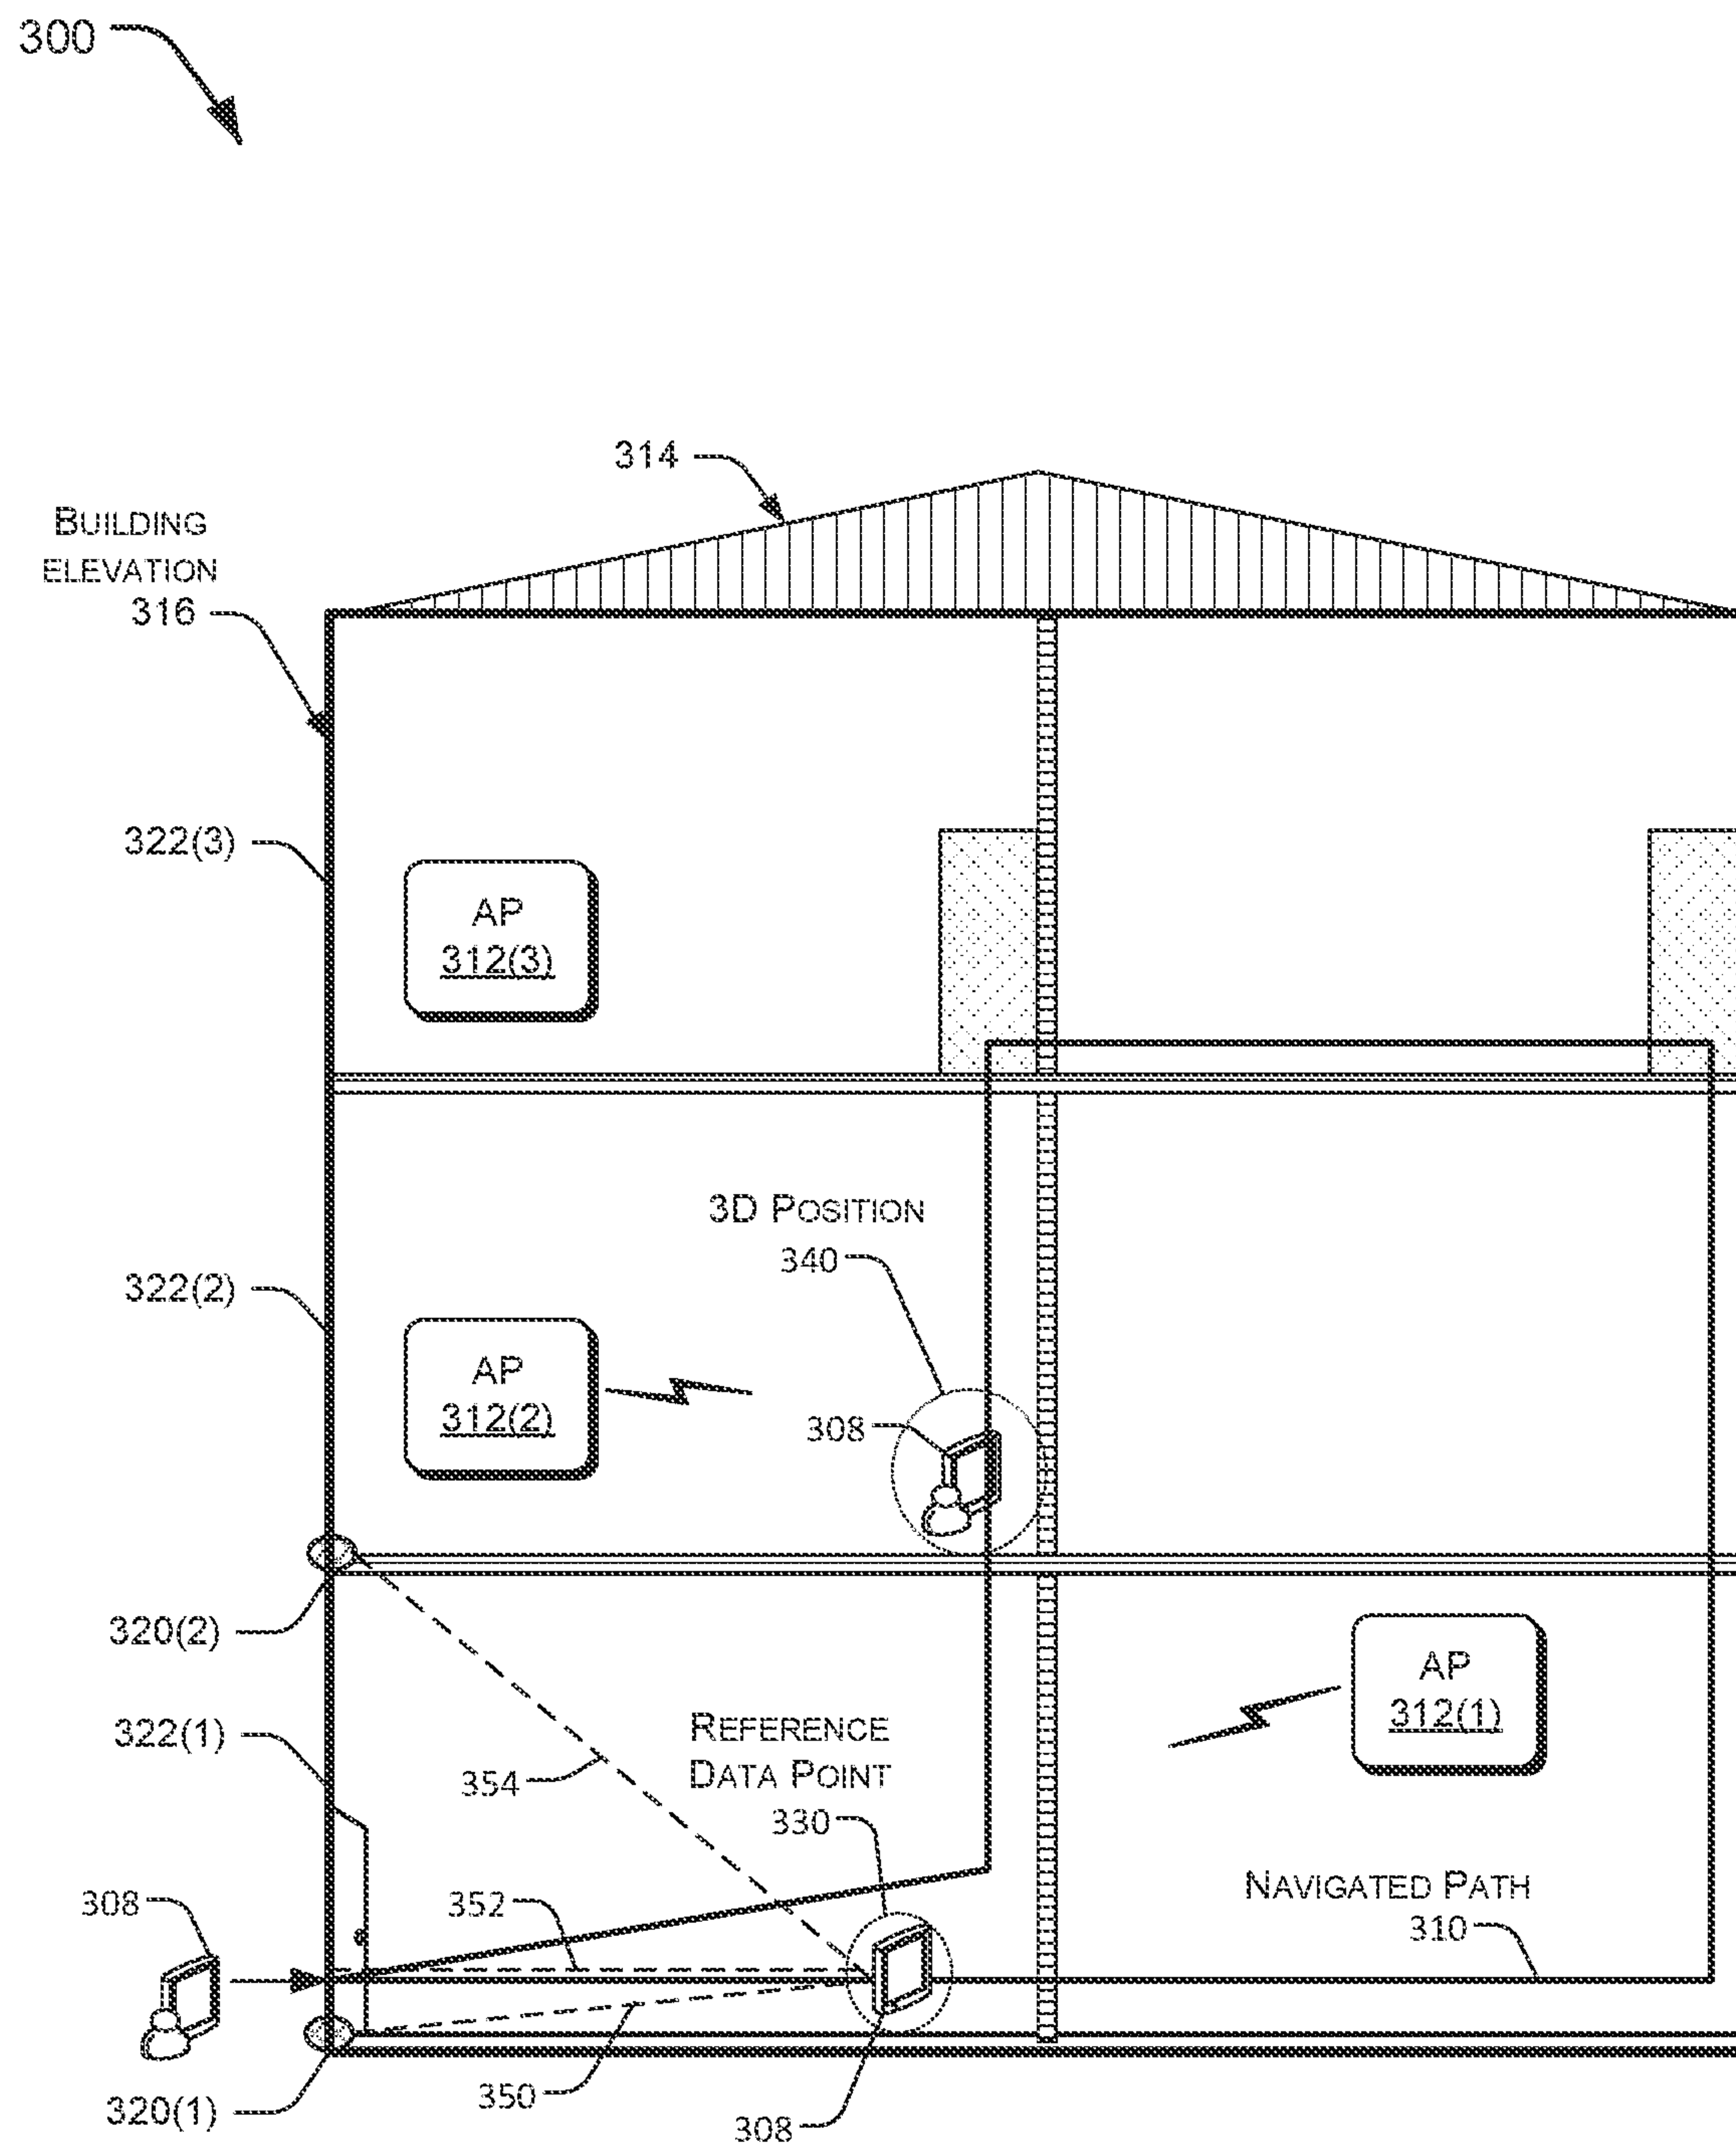 300
314
BUILDING
ELEVATION
316
322(3)
AP
312(3)
3D POSITION
340
322(2)
AP
312(2)
308
320(2)
AP
312(1)
322(1)
REFERENCE
DATA POINT
354
330
NAVIGATED PATH
310
308
352
350
320(1)
308